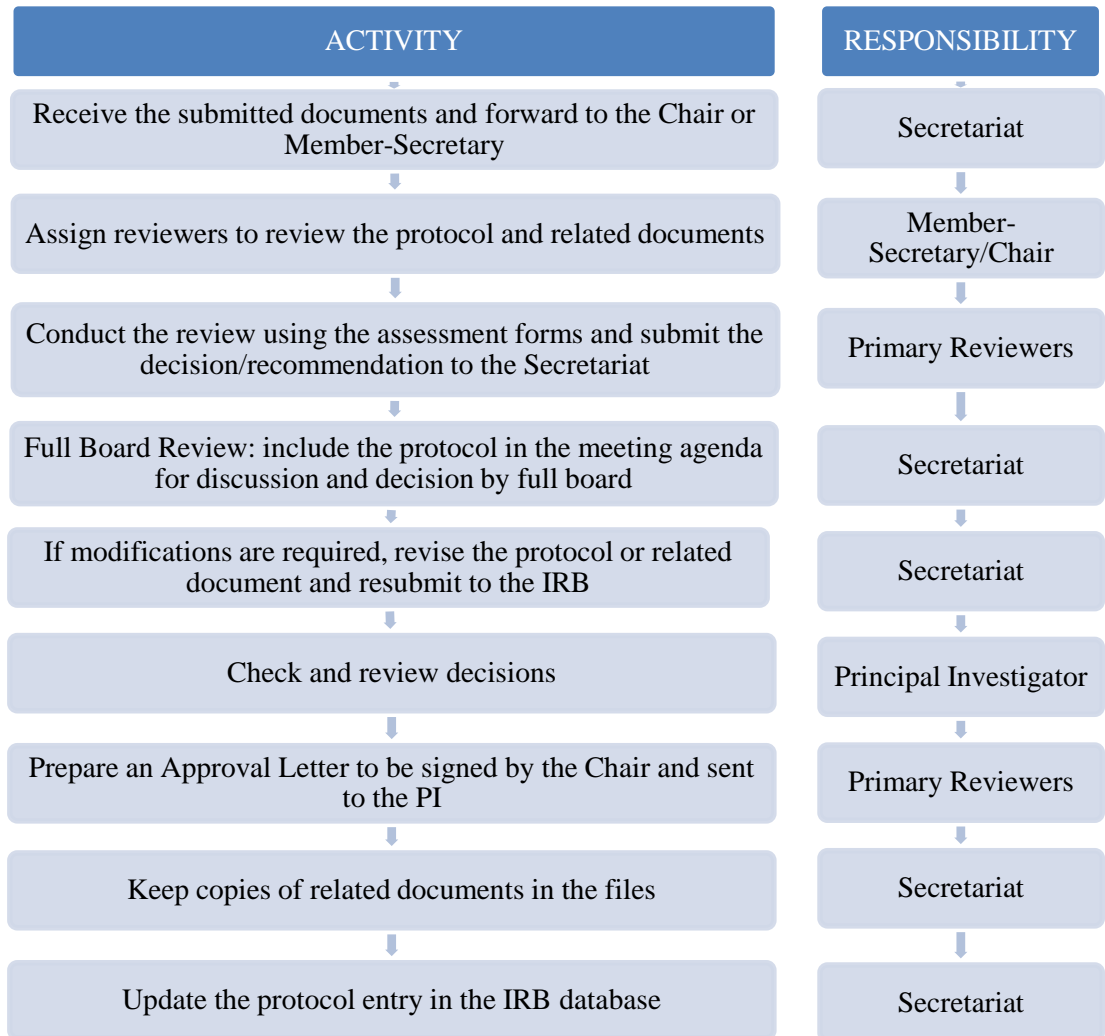 ACTIVITY
RESPONSIBILITY
Receive the submitted documents and forward to the Chair or
Member-Secretary
Secretariat
Assign reviewers to review the protocol and related documents
Member-
Secretary/Chair
Conduct the review using the assessment forms and submit the
decision/recommendation to the Secretariat
Primary Reviewers
Full Board Review: include the protocol in the meeting agenda
for discussion and decision by full board
Secretariat
If modifications are required, revise the protocol or related
document and resubmit to the IRB
Secretariat
Check and review decisions
Principal Investigator
Prepare an Approval Letter to be signed by the Chair and sent
to the PI
Primary Reviewers
Keep copies of related documents in the files
Secretariat
Update the protocol entry in the IRB database
Secretariat